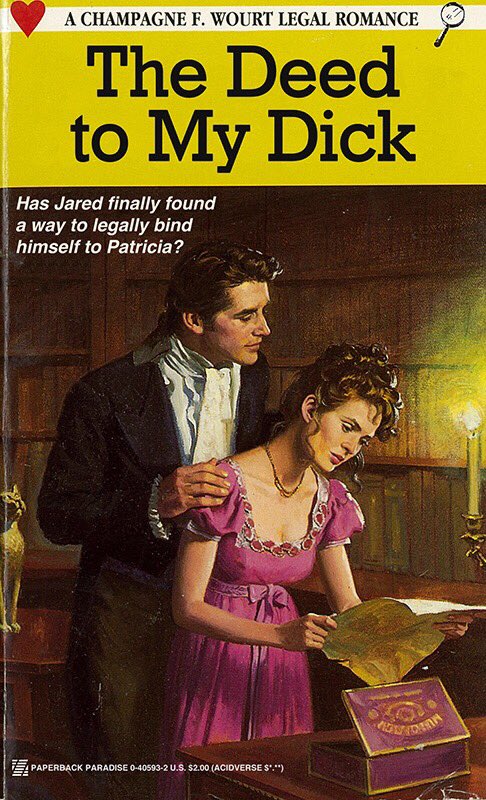 A CHAMPAGNE F. WOURT LEGAL ROMANCE
The Deed
to My Dick
Has Jared finally found
a way to legally bind
himself to Patricia?
PAPERBACK PARADISE 0-40593-2 U.S. $2.00 (ACIDVERSE $*.**)